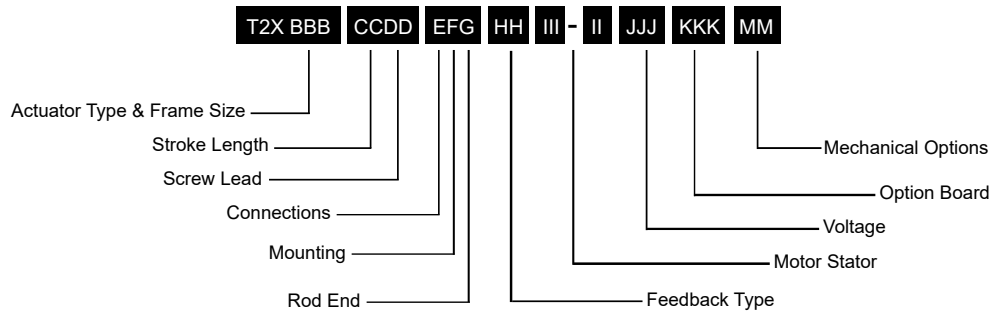 T2X BBB CCDD EFG HH III - II JJJ KKK MM
Actuator Type & Frame Size
Stroke Length
Mechanical Options
Screw Lead
Option Board
Connections
Voltage
Mounting
Motor Stator
Rod End
Feedback Type